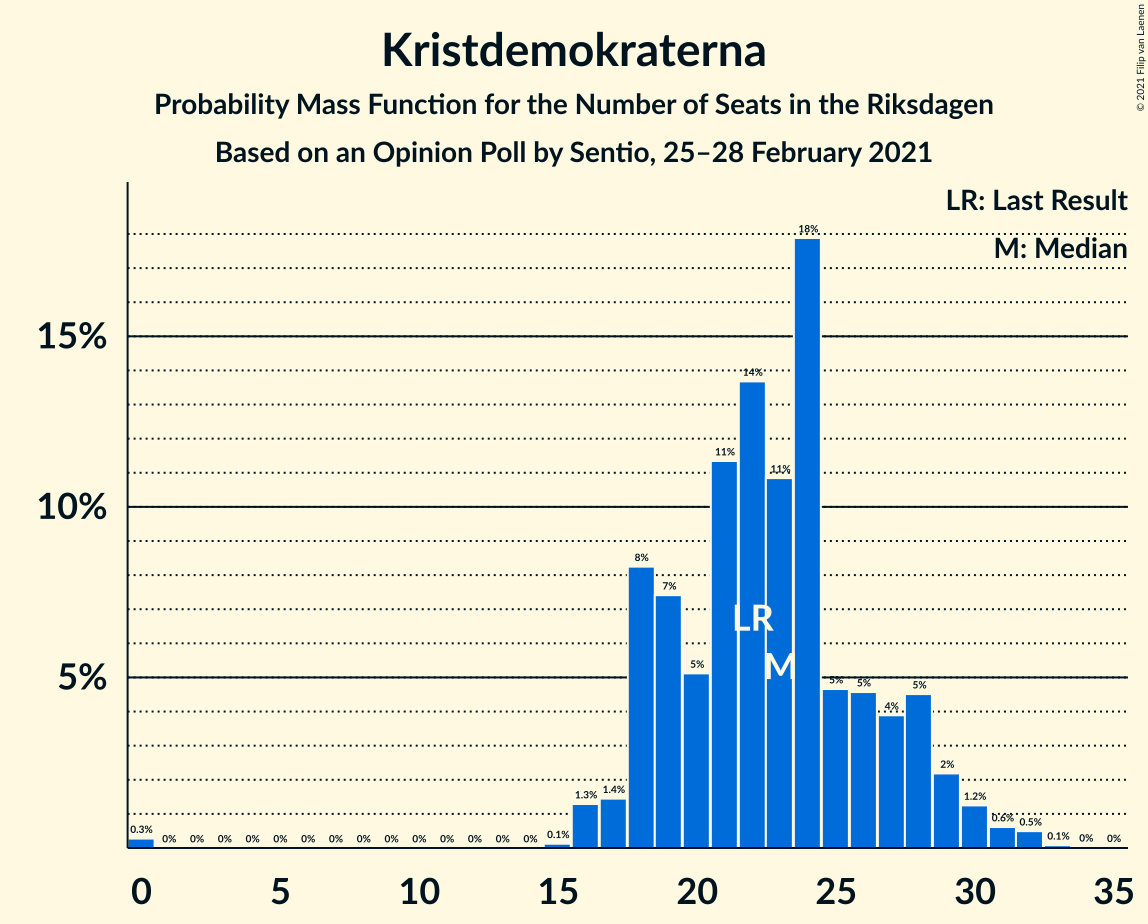 Kristdemokraterna
Probability Mass Function for the Number of Seats in the Riksdagen
Based on an Opinion Poll by Sentio, 25–28 February 2021
© 2021 Filip van Laenen
LR: Last Result
M: Median
15%
10%
5%
0.3% 0% 0% 0% 0% 0% 0% 0% 0% 0% 0% 0% 0% 0% 0% 0.1% 1.3% 1.4% 8% 7% 5% 11% 14% 11% 18% 5% 5% 4% 5% 2% 1.2% 0.6% 0.5% 0.1% 0% 0%
LR
M
0 5 10 15 20 25 30 35